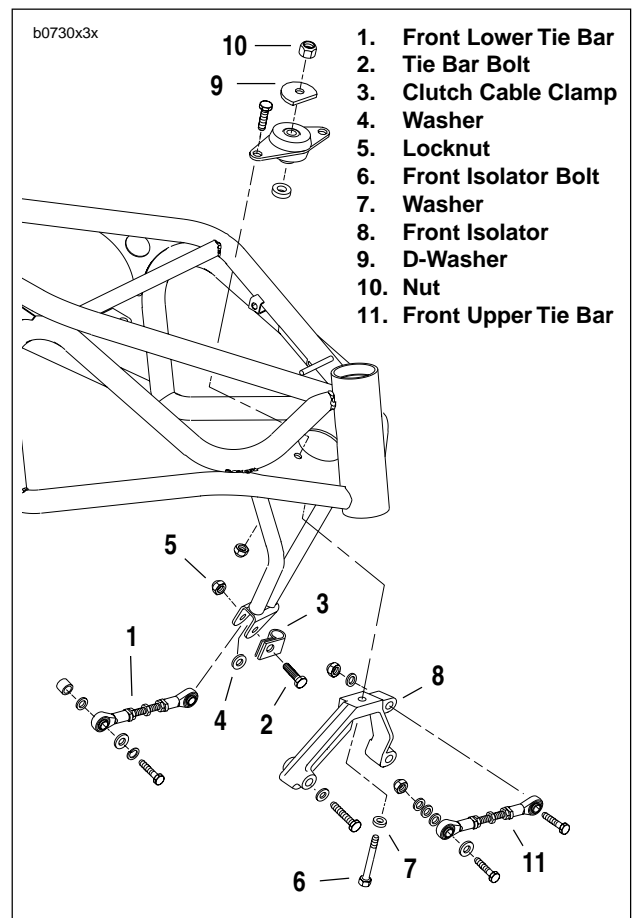 b0730x3x
1. Front Lower Tie Bar
2. Tie Bar Bolt
3. Clutch Cable Clamp
4. Washer
5. Locknut
6. Front Isolator Bolt
7. Washer
8. Front Isolator
9. D-Washer
10. Nut
11. Front Upper Tie Bar
10
9
5
3
1
8
4
2
7
11
6